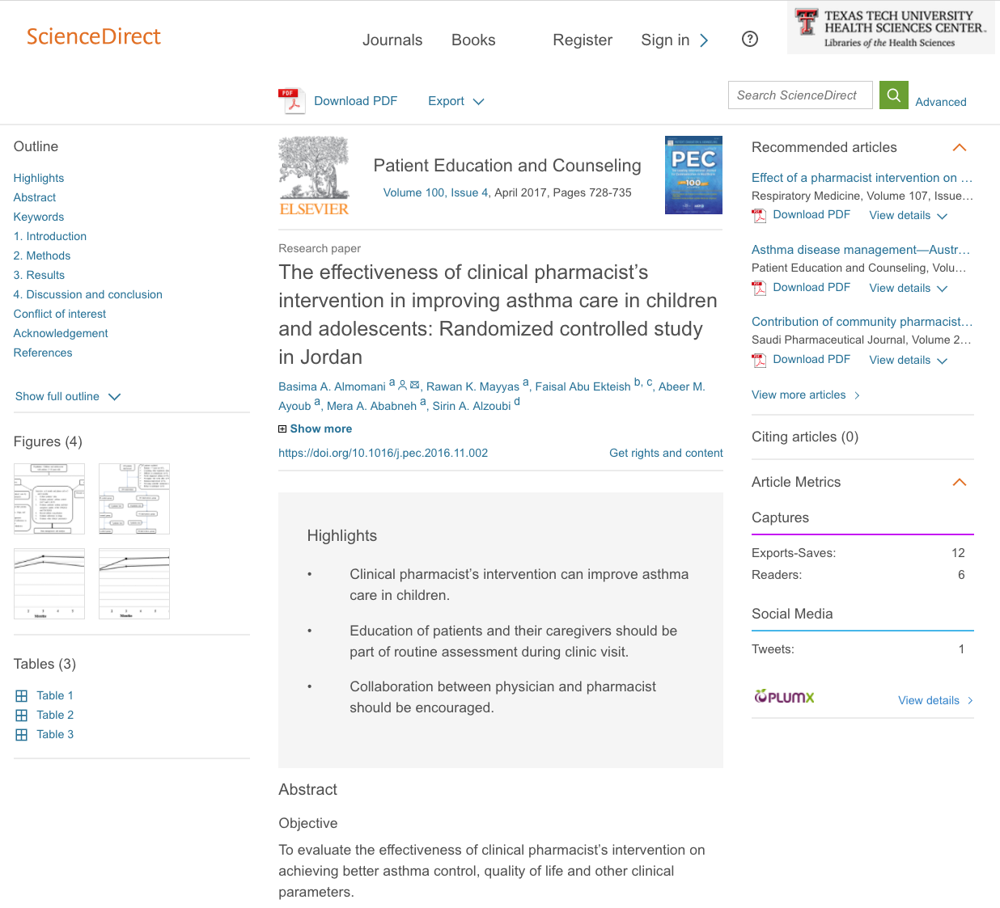 ScienceDirect
Journals Books Register Sign in
TEXAS TECH UNIVERSITY
HEALTH SCIENCES CENTER™
Libraries of the Health Sciences
Download PDF Export
Search ScienceDirect Advanced
Outline
Highlights
Abstract
Keywords
1. Introduction
2. Methods
3. Results
4. Discussion and conclusion
Conflict of interest
Acknowledgement
References
Show full outline
Figures (4)
Months
Months
Tables (3)
Table 1
Table 2
Table 3
ELSEVIER
Patient Education and Counseling
Volume 100, Issue 4, April 2017, Pages 728-735
PEC
100
Research paper
The effectiveness of clinical pharmacist’s
intervention in improving asthma care in children
and adolescents: Randomized controlled study
in Jordan
Basima A. Almomani a, Rawan K. Mayyas a, Faisal Abu Ekteish b, c, Abeer M.
Ayoub a, Mera A. Ababneh a, Sirin A. Alzoubi d
Show more
https://doi.org/10.1016/j.pec.2016.11.002 Get rights and content
Highlights
• Clinical pharmacist’s intervention can improve asthma
care in children.
• Education of patients and their caregivers should be
part of routine assessment during clinic visit.
• Collaboration between physician and pharmacist
should be encouraged.
Abstract
Objective
To evaluate the effectiveness of clinical pharmacist’s intervention on
achieving better asthma control, quality of life and other clinical
parameters.
Recommended articles
Effect of a pharmacist intervention on ...
Respiratory Medicine, Volume 107, Issue...
Download PDF View details
Asthma disease management—Austr...
Patient Education and Counseling, Volu...
Download PDF View details
Contribution of community pharmacist...
Saudi Pharmaceutical Journal, Volume 2...
Download PDF View details
View more articles
Citing articles (0)
Article Metrics
Captures
Exports-Saves: 12
Readers: 6
Social Media
Tweets: 1
PLUMX View details